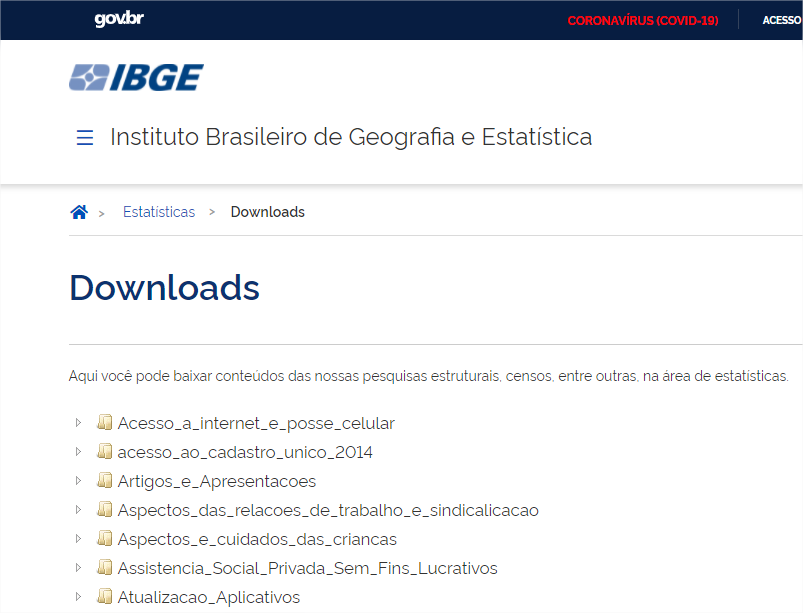 gov.br
CORONAVÍRUS (COVID-19)
ACESSO
IBGE
Instituto Brasileiro de Geografia e Estatística
> Estatísticas > Downloads
Downloads
Aqui você pode baixar conteúdos das nossas pesquisas estruturais, censos, entre outras, na área de estatísticas.
Acesso_a_internet_e_posse_celular
acesso_ao_cadastro_unico_2014
Artigos_e_Apresentacoes
Aspectos_das_relacoes_de_trabalho_e_sindicalicacao
Aspectos_e_cuidados_das_criancas
Assistencia_Social_Privada_Sem_Fins_Lucrativos
Atualizacao_Aplicativos